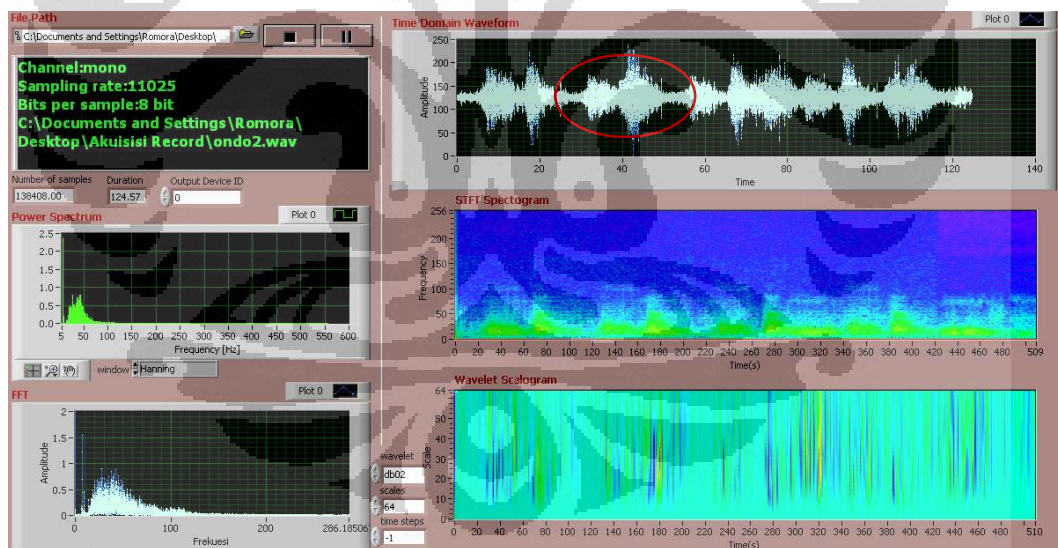 File Path
C:\Documents and Settings\Romora\Desktop\
Channel:mono
Sampling rate:11025
Bits per sample:8 bit
C:\Documents and Settings\Romora\
Desktop\Akuisisi Record\ondo2.wav
Number of samples Duration Output Device ID
138408.00 124.57 0
Power Spectrum Plot 0
2.5
2.0
1.5
1.0
0.5
0.0
5 50 100 150 200 250 300 350 400 450 500 550 600
Frequency [Hz]
window Hanning
FFT Plot 0
Amplitude
2
1.5
1
0.5
0
0 100 200 286.18506
Frekuesi
wavelet
db02
scales
64
time steps
-1
Time Domain Waveform Plot 0
Amplitude
250
200
150
100
50
0
0 20 40 60 80 100 120 140
Time
STFT Spectogram
Frequency
256
200
150
100
50
0
0 20 40 60 80 100 120 140 160 180 200 220 240 260 280 300 320 340 360 380 400 420 440 460 480 509
Time(s)
Wavelet Scalogram
Scale
64
50
40
30
20
10
0
0 20 40 60 80 100 120 140 160 180 200 220 240 260 280 300 320 340 360 380 400 420 440 460 480 510
Time(s)